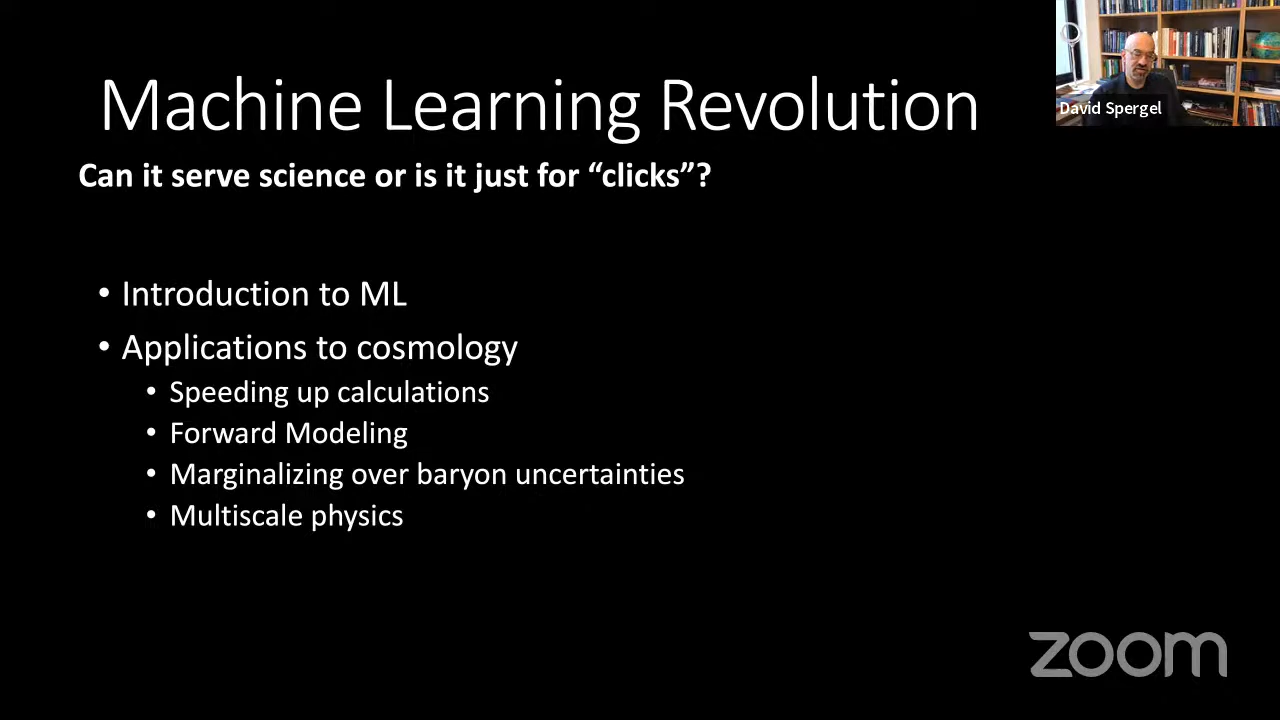 Machine Learning Revolution
David Spergel
Can it serve science or is it just for “clicks”?
• Introduction to ML
• Applications to cosmology
• Speeding up calculations
• Forward Modeling
• Marginalizing over baryon uncertainties
• Multiscale physics
zoom